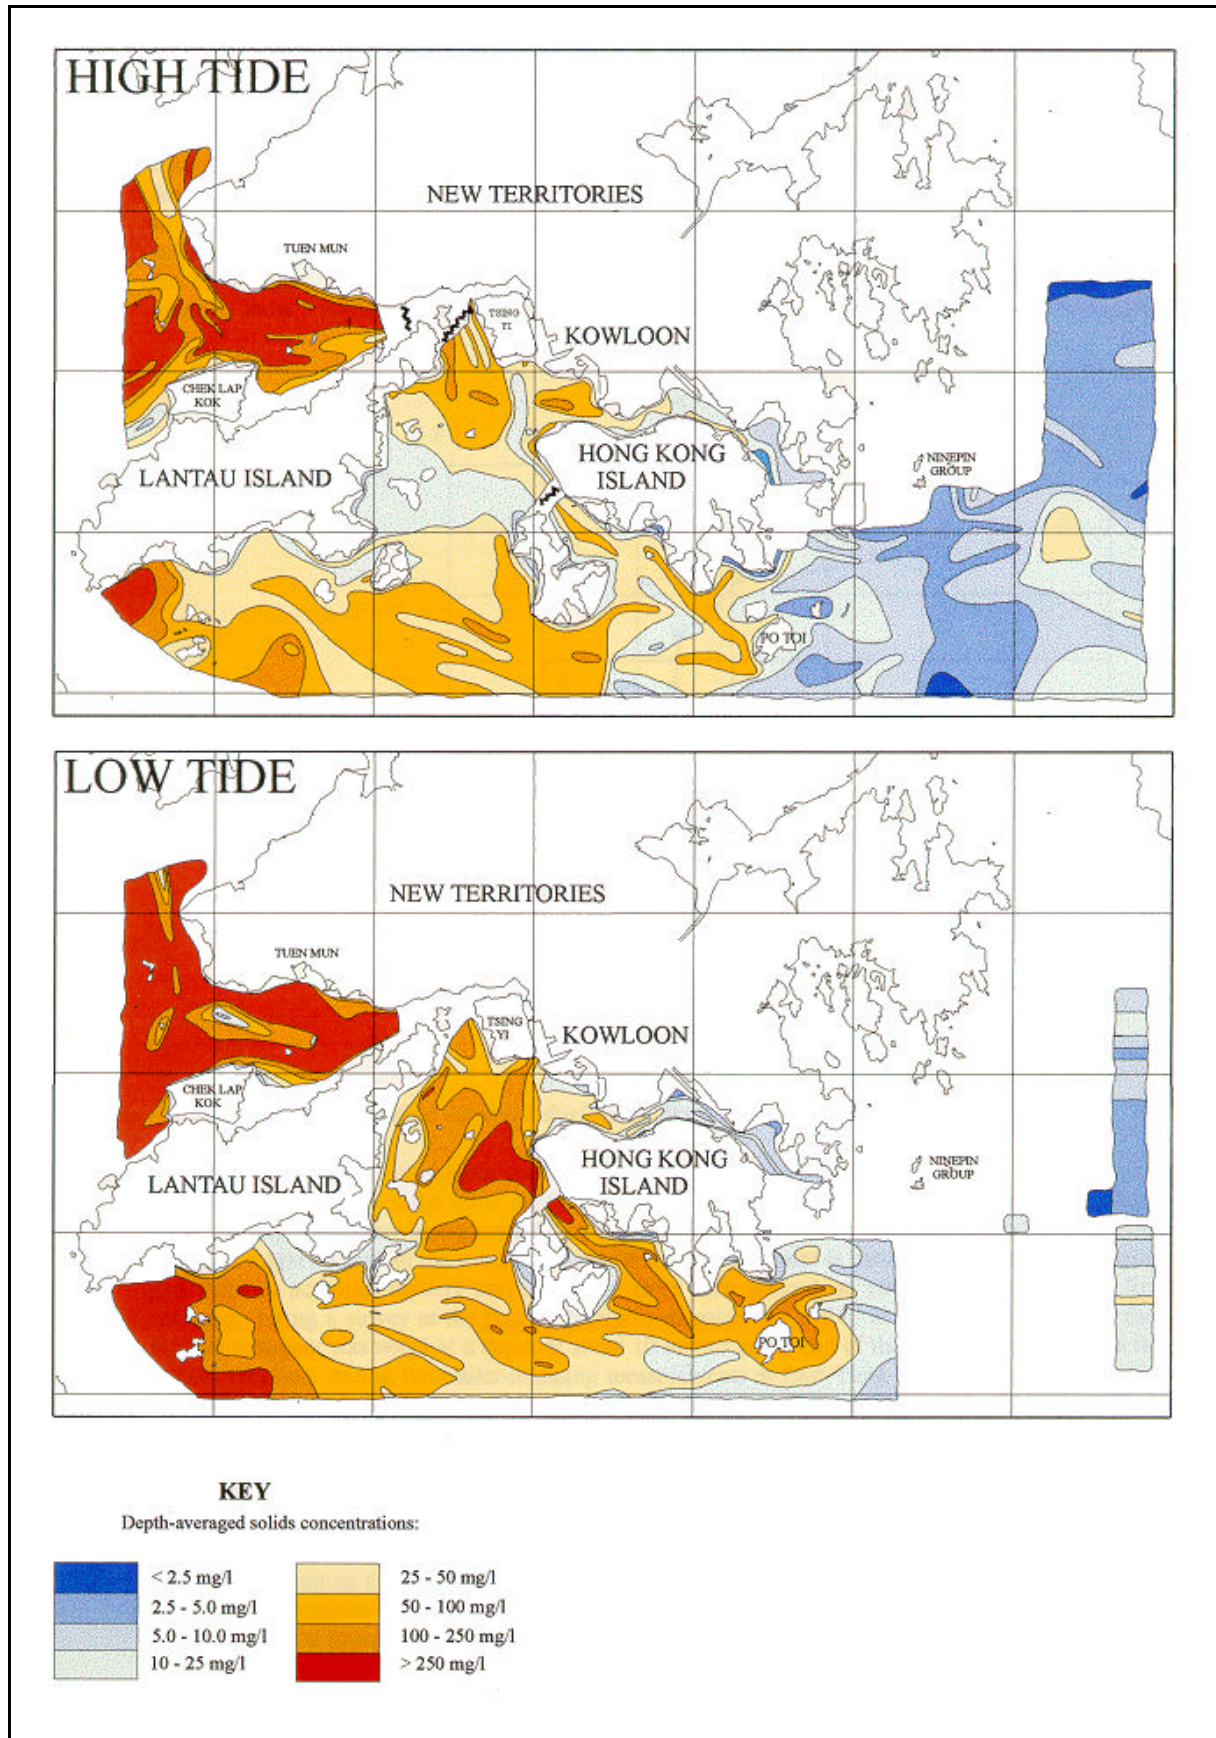 HIGH TIDE
NEW TERRITORIES
TUEN MUN
TSING
YI
KOWLOON
CHEK LAP
KOK
LANTAU ISLAND
HONG KONG
ISLAND
NINEPIN
GROUP
PO TOI
LOW TIDE
NEW TERRITORIES
TUEN MUN
TSING
YI
KOWLOON
CHEK LAP
KOK
LANTAU ISLAND
HONG KONG
ISLAND
NINEPIN
GROUP
PO TOI
KEY
Depth-averaged solids concentrations:
< 2.5 mg/l
2.5 - 5.0 mg/l
5.0 - 10.0 mg/l
10 - 25 mg/l
25 - 50 mg/l
50 - 100 mg/l
100 - 250 mg/l
> 250 mg/l